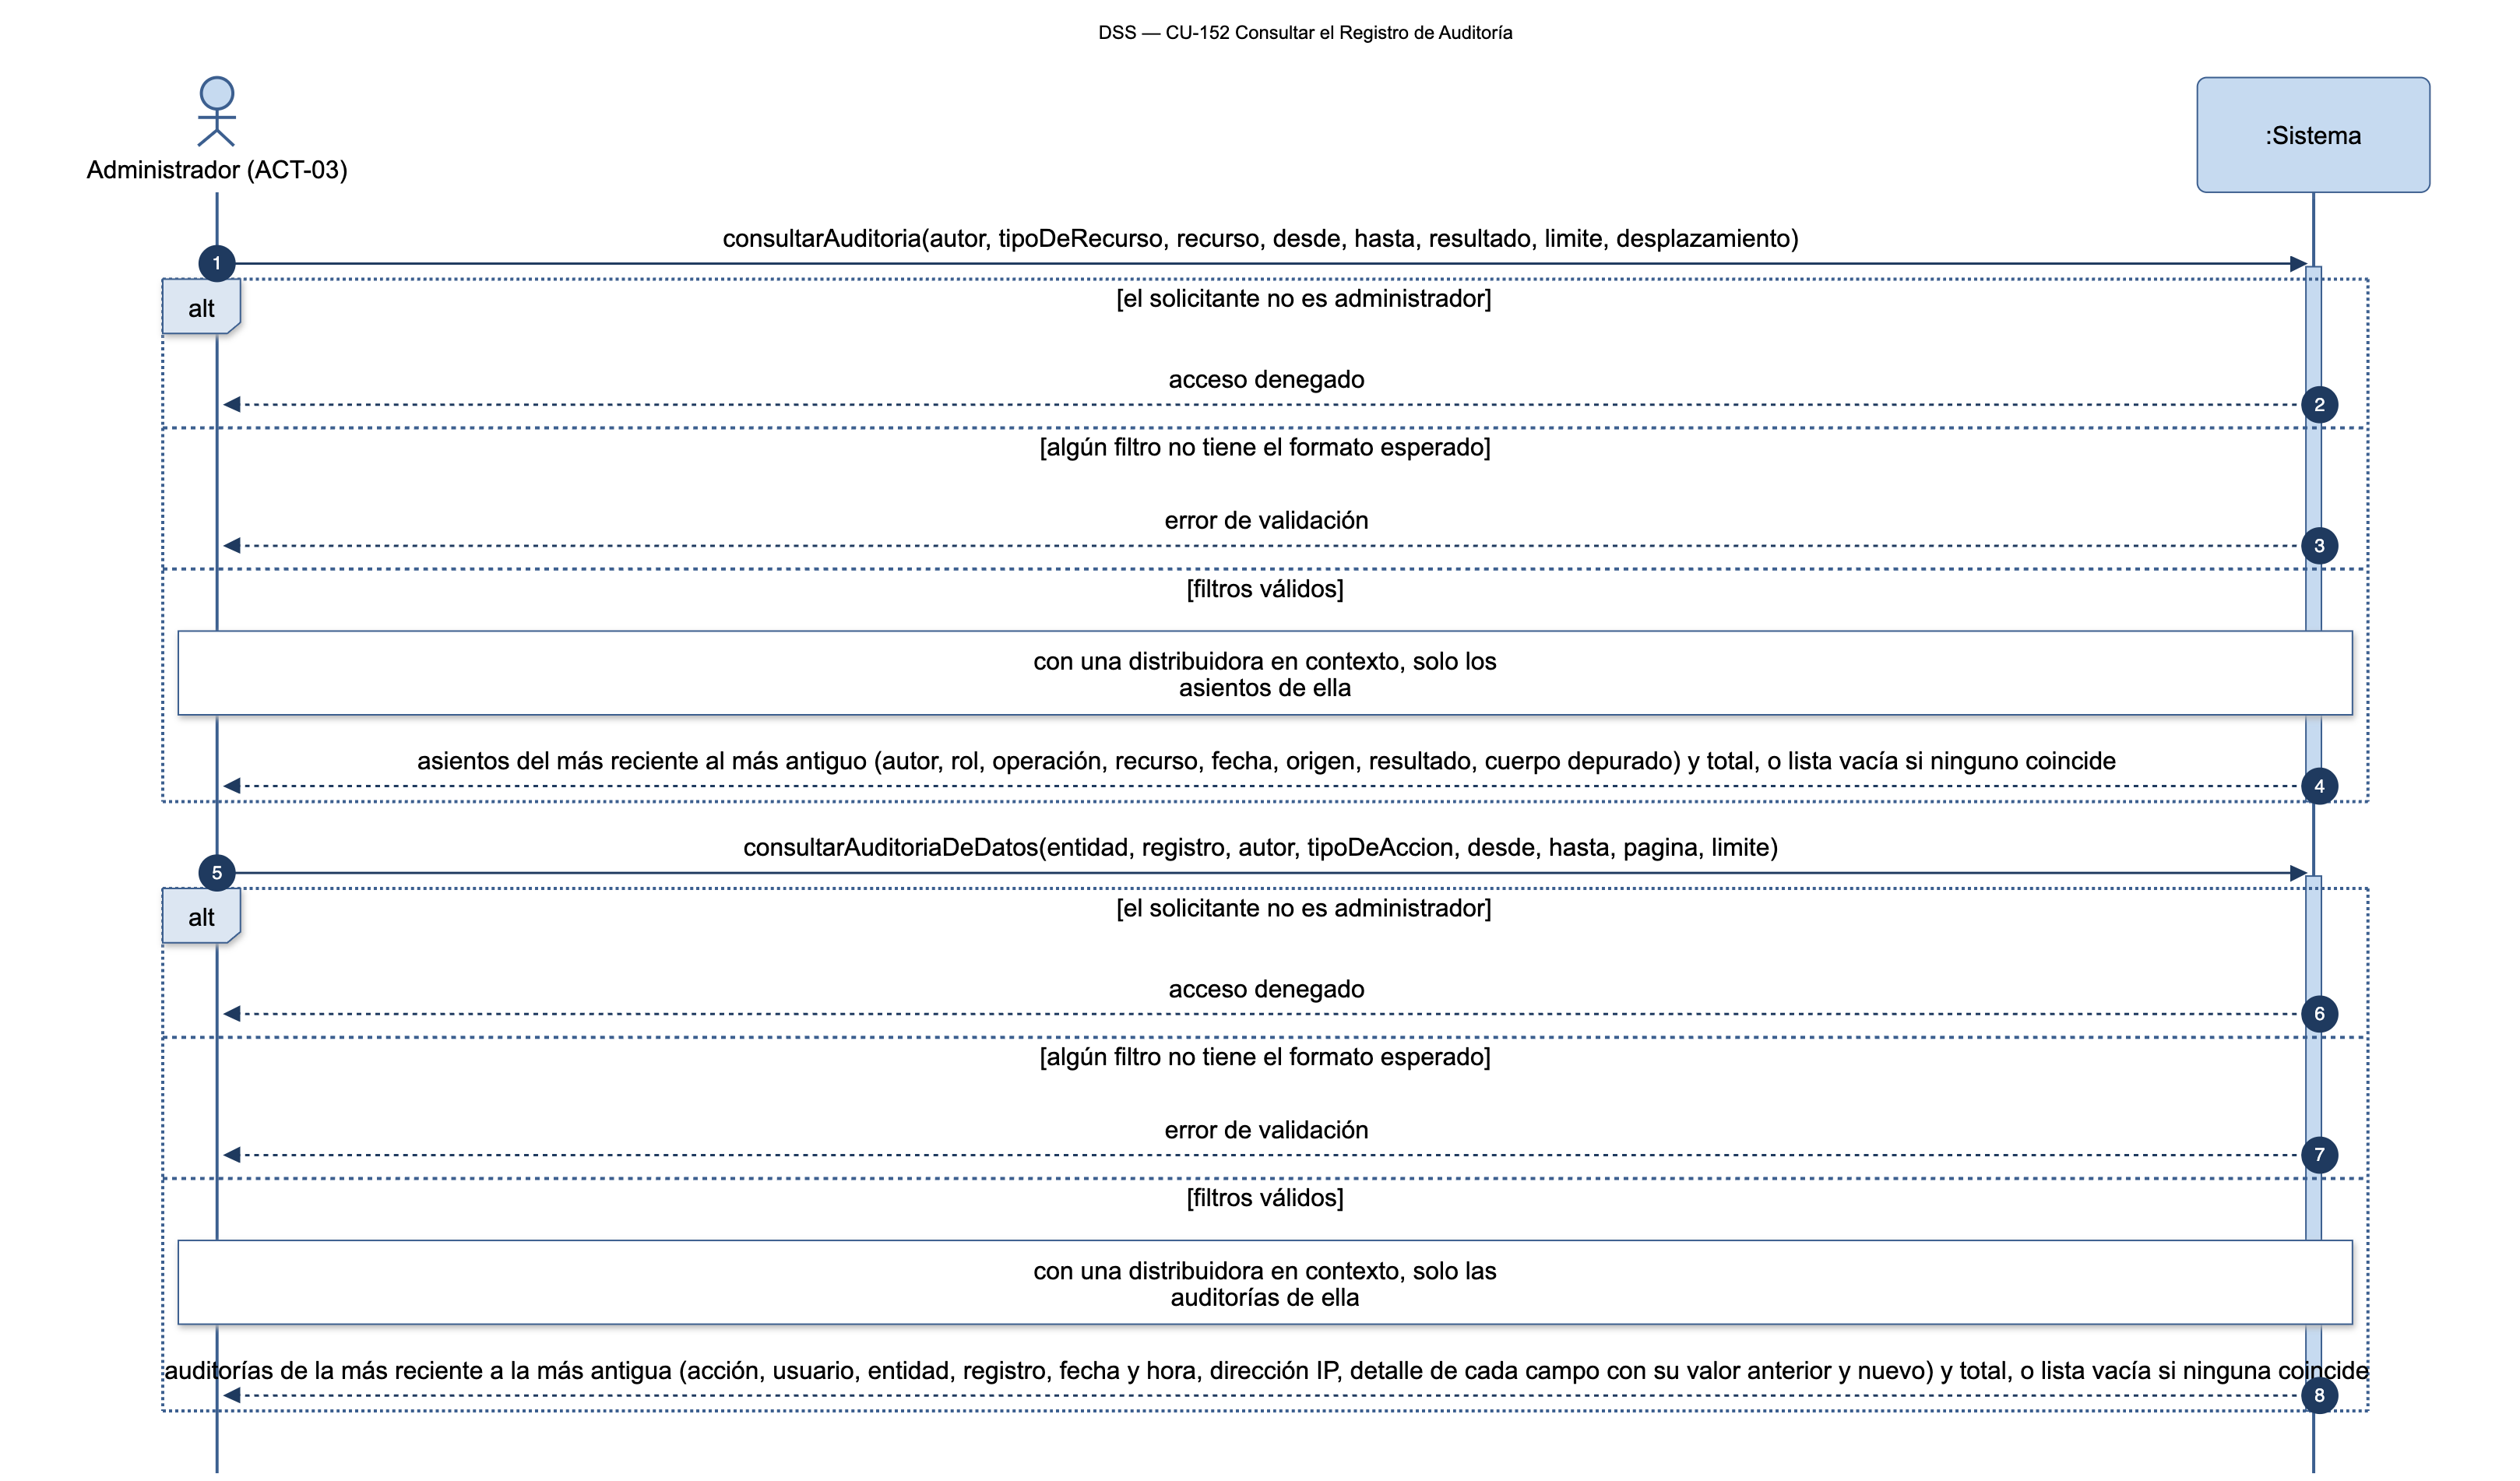 DSS — CU-152 Consultar el Registro de Auditoría
Administrador (ACT-03)
:Sistema
consultarAuditoria(autor, tipoDeRecurso, recurso, desde, hasta, resultado, limite, desplazamiento)
1
alt
[el solicitante no es administrador]
acceso denegado
2
[algún filtro no tiene el formato esperado]
error de validación
3
[filtros válidos]
con una distribuidora en contexto, solo los
asientos de ella
asientos del más reciente al más antiguo (autor, rol, operación, recurso, fecha, origen, resultado, cuerpo depurado) y total, o lista vacía si ninguno coincide
4
consultarAuditoriaDeDatos(entidad, registro, autor, tipoDeAccion, desde, hasta, pagina, limite)
5
alt
[el solicitante no es administrador]
acceso denegado
6
[algún filtro no tiene el formato esperado]
error de validación
7
[filtros válidos]
con una distribuidora en contexto, solo las
auditorías de ella
auditorías de la más reciente a la más antigua (acción, usuario, entidad, registro, fecha y hora, dirección IP, detalle de cada campo con su valor anterior y nuevo) y total, o lista vacía si ninguna coincide
8